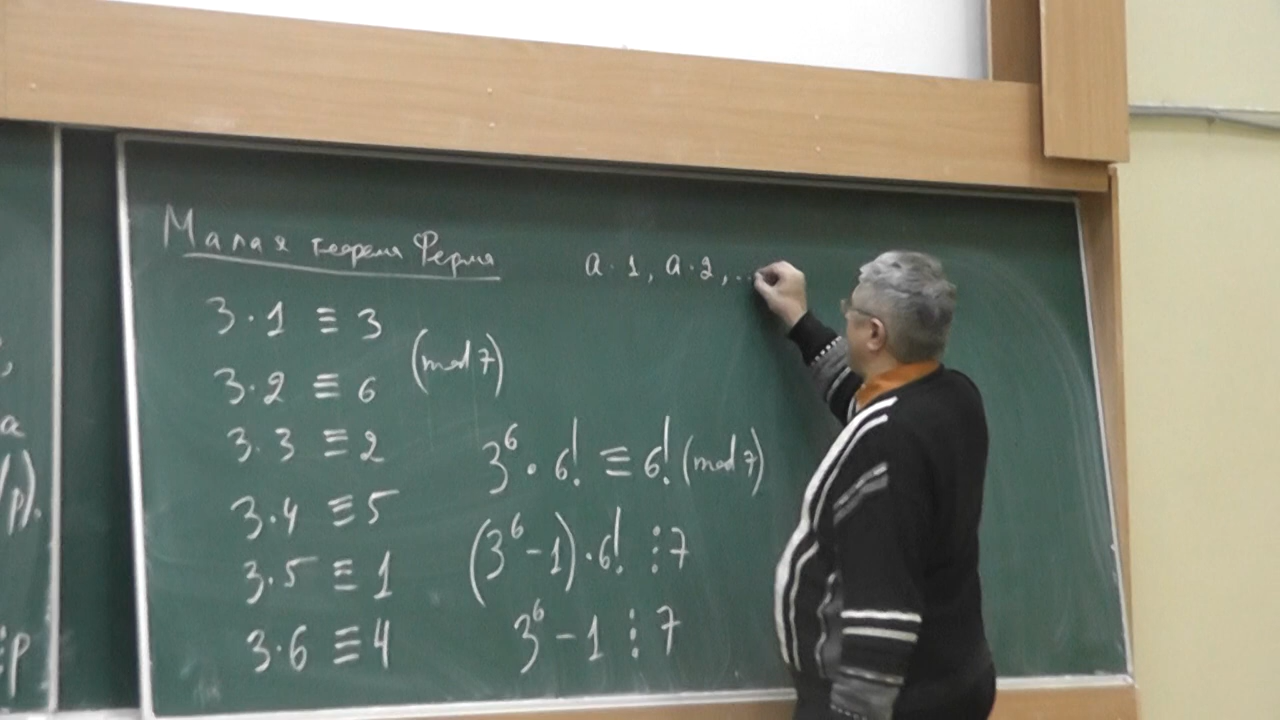 Малая теорема Ферма
a·1, a·2, ...
3·1 ≡ 3
3·2 ≡ 6 (mod 7)
3·3 ≡ 2
3·4 ≡ 5
3·5 ≡ 1
3·6 ≡ 4
3⁶·6! ≡ 6! (mod 7)
(3⁶-1)·6! ⋮ 7
3⁶-1 ⋮ 7